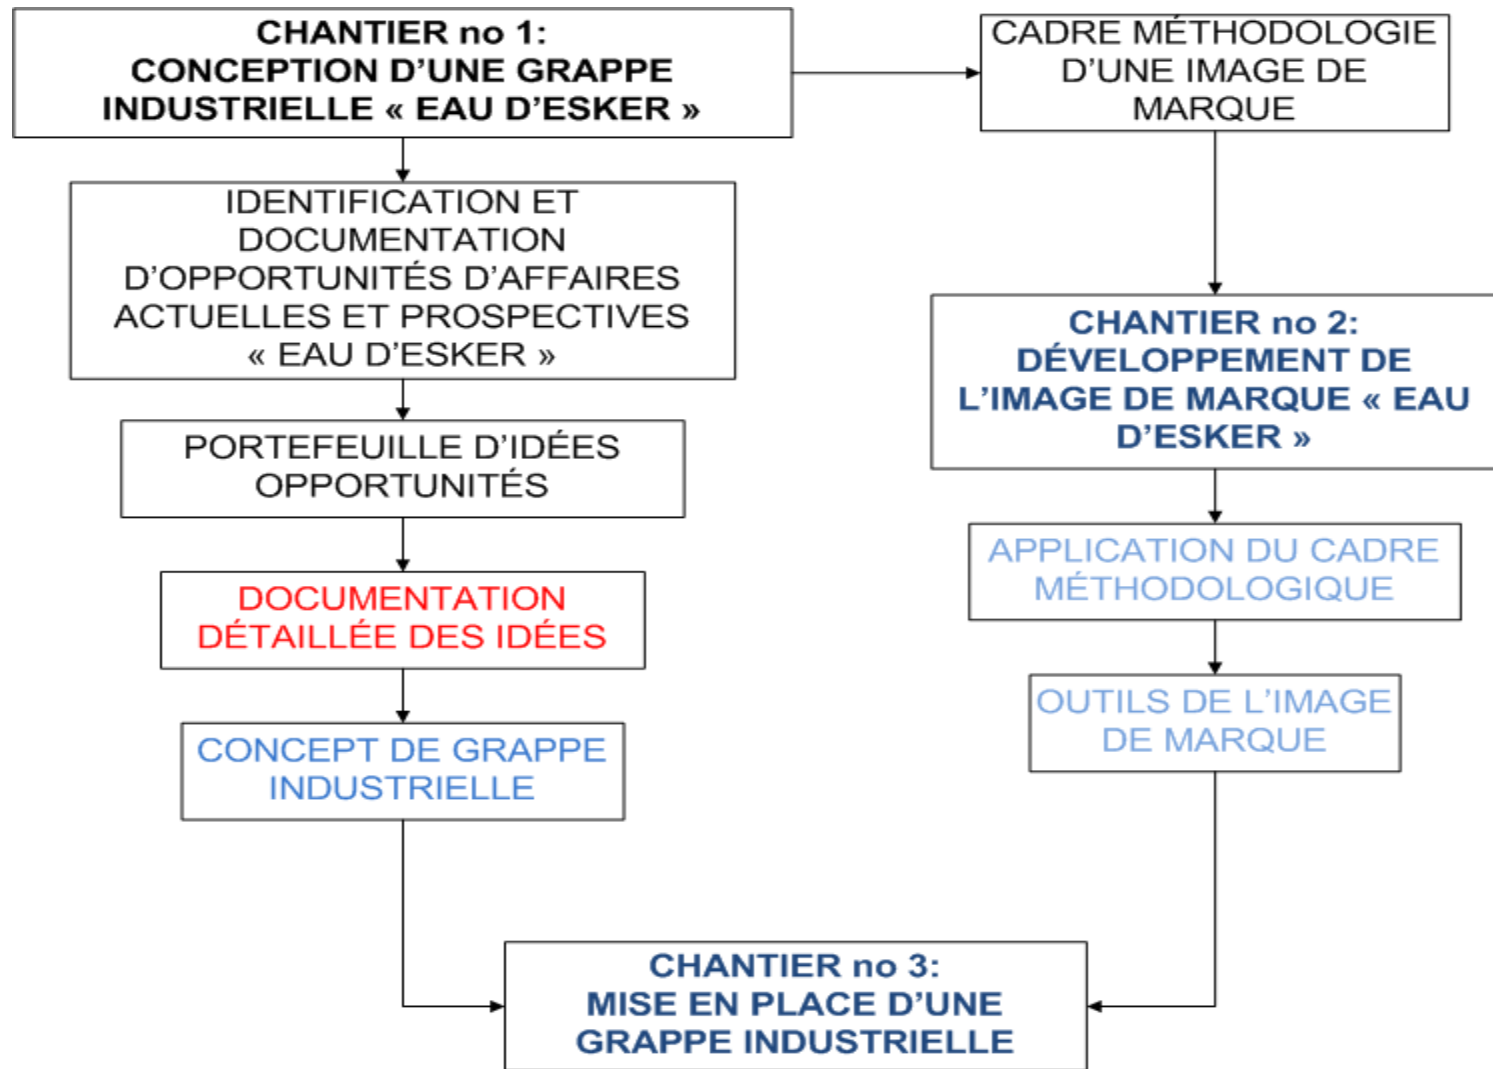 CHANTIER no 1:
CONCEPTION D'UNE GRAPPE
INDUSTRIELLE « EAU D'ESKER »
CADRE MÉTHODOLOGIE
D'UNE IMAGE DE
MARQUE
IDENTIFICATION ET
DOCUMENTATION
D'OPPORTUNITÉS D'AFFAIRES
ACTUELLES ET PROSPECTIVES
« EAU D'ESKER »
PORTEFEUILLE D'IDÉES
OPPORTUNITÉS
DOCUMENTATION
DÉTAILLÉE DES IDÉES
CONCEPT DE GRAPPE
INDUSTRIELLE
CHANTIER no 2:
DÉVELOPPEMENT DE
L'IMAGE DE MARQUE « EAU
D'ESKER »
APPLICATION DU CADRE
MÉTHODOLOGIQUE
OUTILS DE L'IMAGE
DE MARQUE
CHANTIER no 3:
MISE EN PLACE D'UNE
GRAPPE INDUSTRIELLE